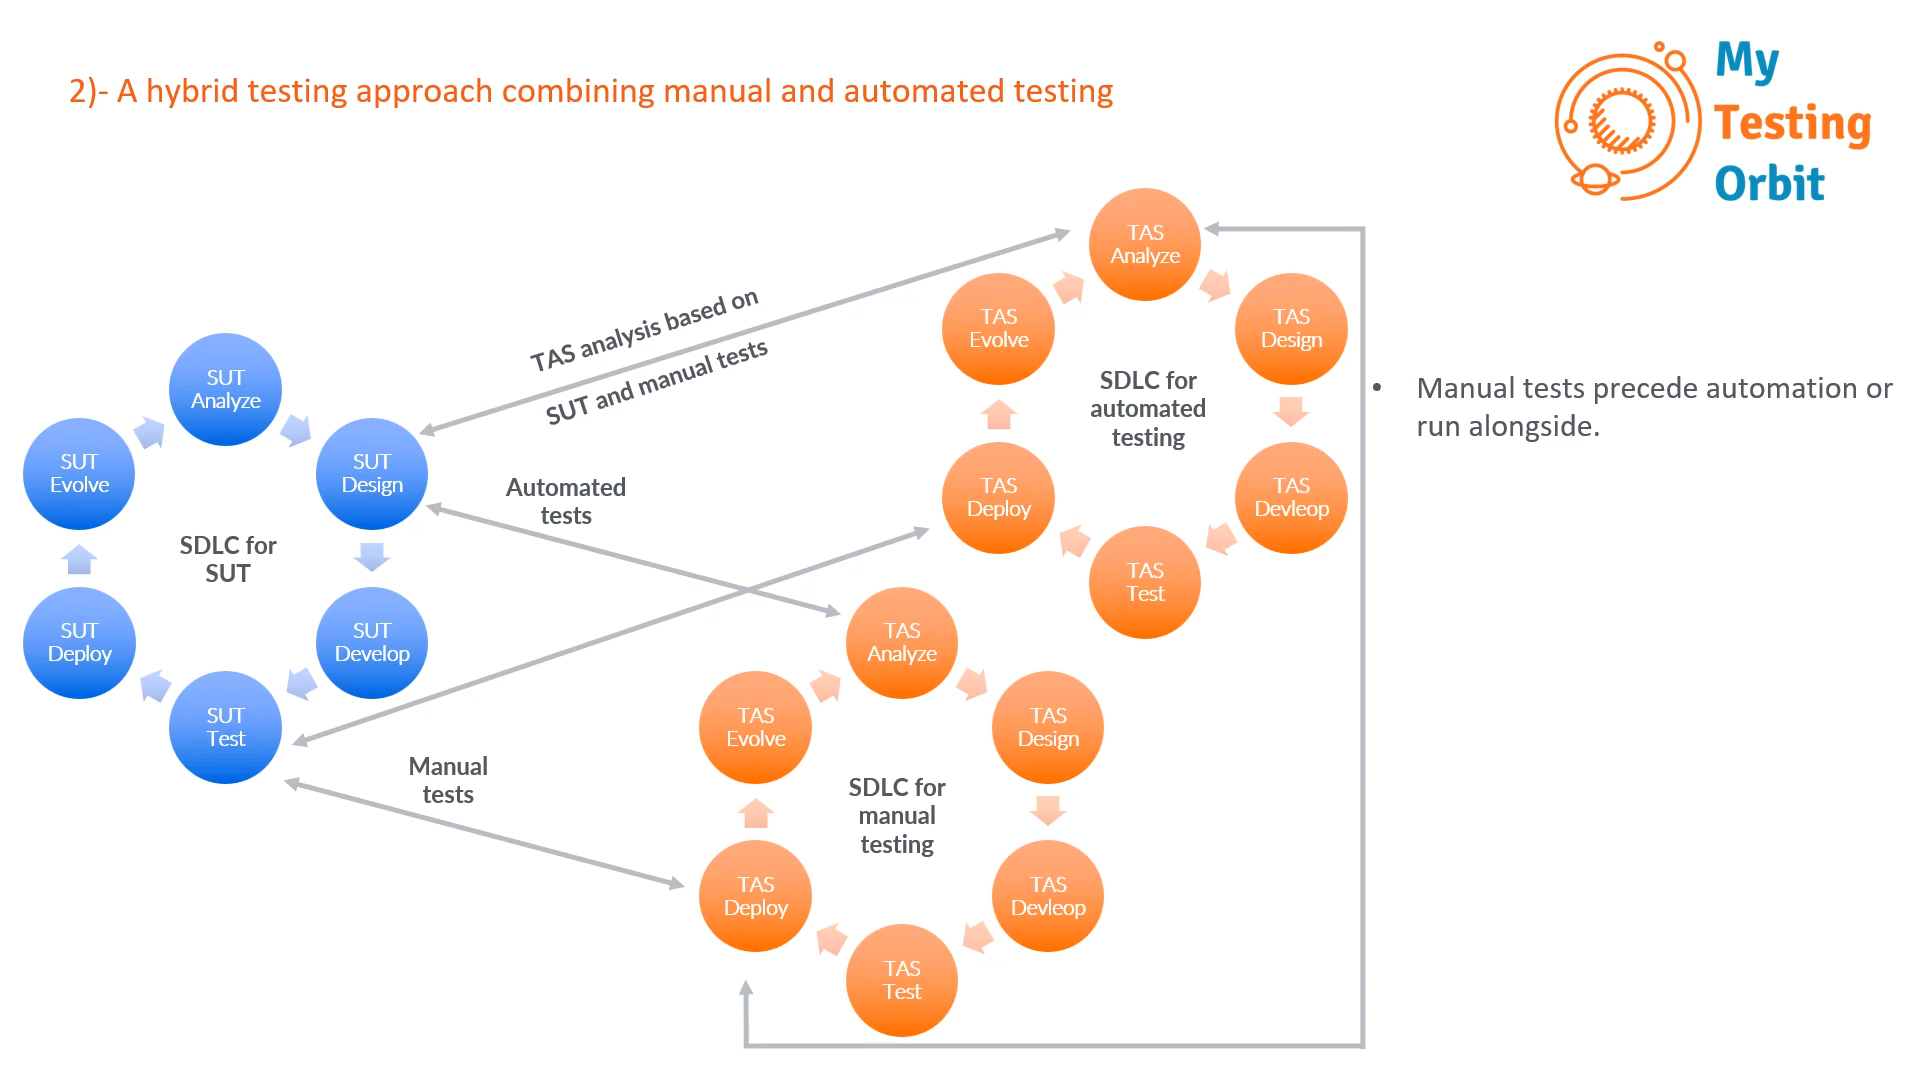 2)- A hybrid testing approach combining manual and automated testing
My
Testing
Orbit
TAS
Analyze
TAS
Design
TAS
Devleop
TAS
Test
TAS
Deploy
TAS
Evolve
SDLC for
automated
testing
Manual tests precede automation or
run alongside.
TAS analysis based on
SUT and manual tests
SUT
Analyze
SUT
Design
SUT
Develop
SUT
Test
SUT
Deploy
SUT
Evolve
SDLC for
SUT
Automated
tests
Manual
tests
TAS
Analyze
TAS
Design
TAS
Devleop
TAS
Test
TAS
Deploy
TAS
Evolve
SDLC for
manual
testing